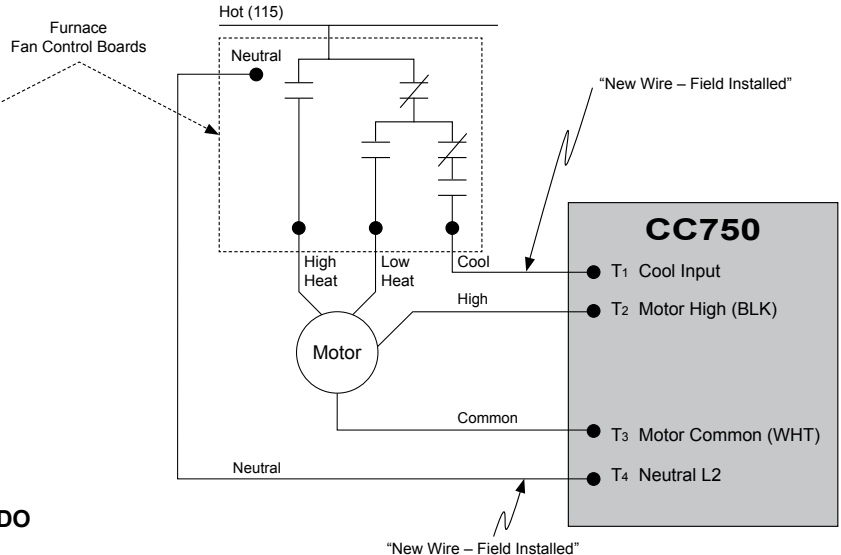 Hot (115)
Furnace
Fan Control Boards
Neutral
“New Wire – Field Installed”
CC750
High
Heat
Low
Heat
Cool
T1 Cool Input
High
T2 Motor High (BLK)
Motor
Common
T3 Motor Common (WHT)
Neutral
T4 Neutral L2
DO
“New Wire – Field Installed”